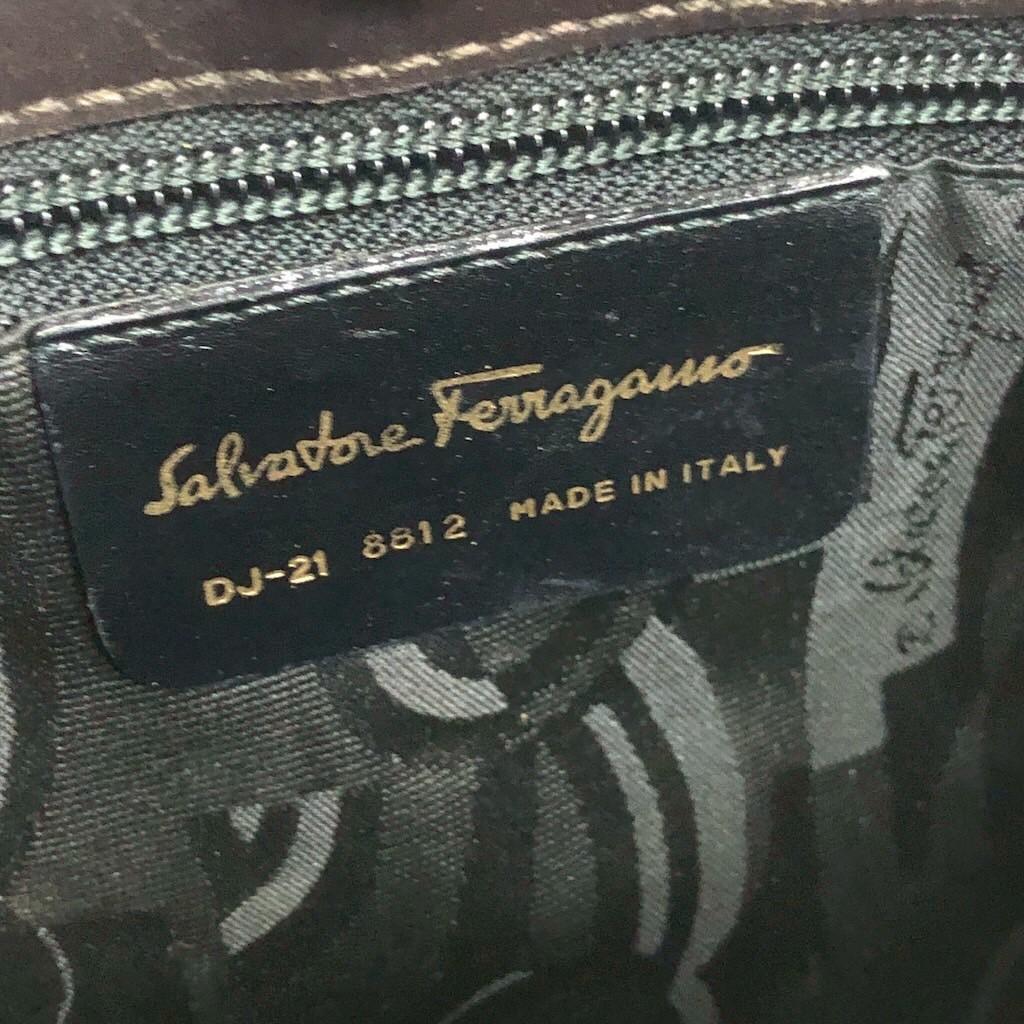 Salvatore Ferragamo
DJ-21 8812 MADE IN ITALY